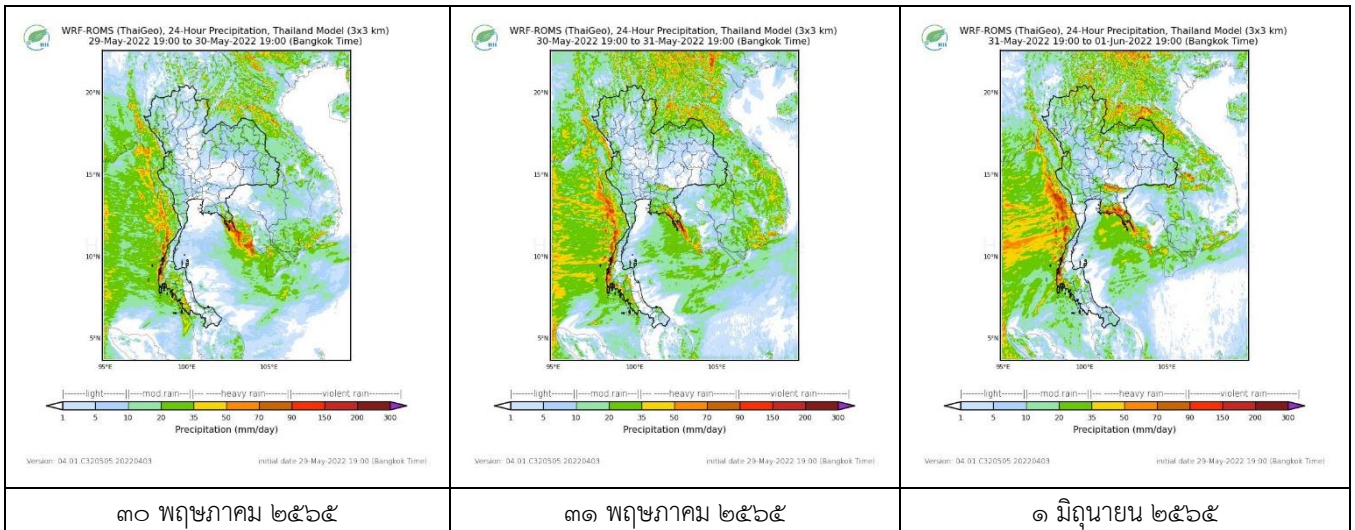 WRF-ROMS (ThaiGeo), 24-Hour Precipitation, Thailand Model (3x3 km)
29-May-2022 19:00 to 30-May-2022 19:00 (Bangkok Time)
20°N
15°N
10°N
5°N
95°E 100°E 105°E
|------light------||---mod.rain---||--- ---heavy rain---||------violent rain------|
1 5 10 20 35 50 70 90 150 200 300
Precipitation (mm/day)
Version: 04.01.C320505.20220403 initial date 29-May-2022 19:00 (Bangkok Time)
๓๐ พฤษภาคม ๒๕๖๕
WRF-ROMS (ThaiGeo), 24-Hour Precipitation, Thailand Model (3x3 km)
30-May-2022 19:00 to 31-May-2022 19:00 (Bangkok Time)
20°N
15°N
10°N
5°N
95°E 100°E 105°E
|------light------||---mod.rain---||--- ---heavy rain---||------violent rain------|
1 5 10 20 35 50 70 90 150 200 300
Precipitation (mm/day)
Version: 04.01.C320505.20220403 initial date 29-May-2022 19:00 (Bangkok Time)
๓๑ พฤษภาคม ๒๕๖๕
WRF-ROMS (ThaiGeo), 24-Hour Precipitation, Thailand Model (3x3 km)
31-May-2022 19:00 to 01-Jun-2022 19:00 (Bangkok Time)
20°N
15°N
10°N
5°N
95°E 100°E 105°E
|------light------||---mod.rain---||--- ---heavy rain---||------violent rain------|
1 5 10 20 35 50 70 90 150 200 300
Precipitation (mm/day)
Version: 04.01.C320505.20220403 initial date 29-May-2022 19:00 (Bangkok Time)
๑ มิถุนายน ๒๕๖๕